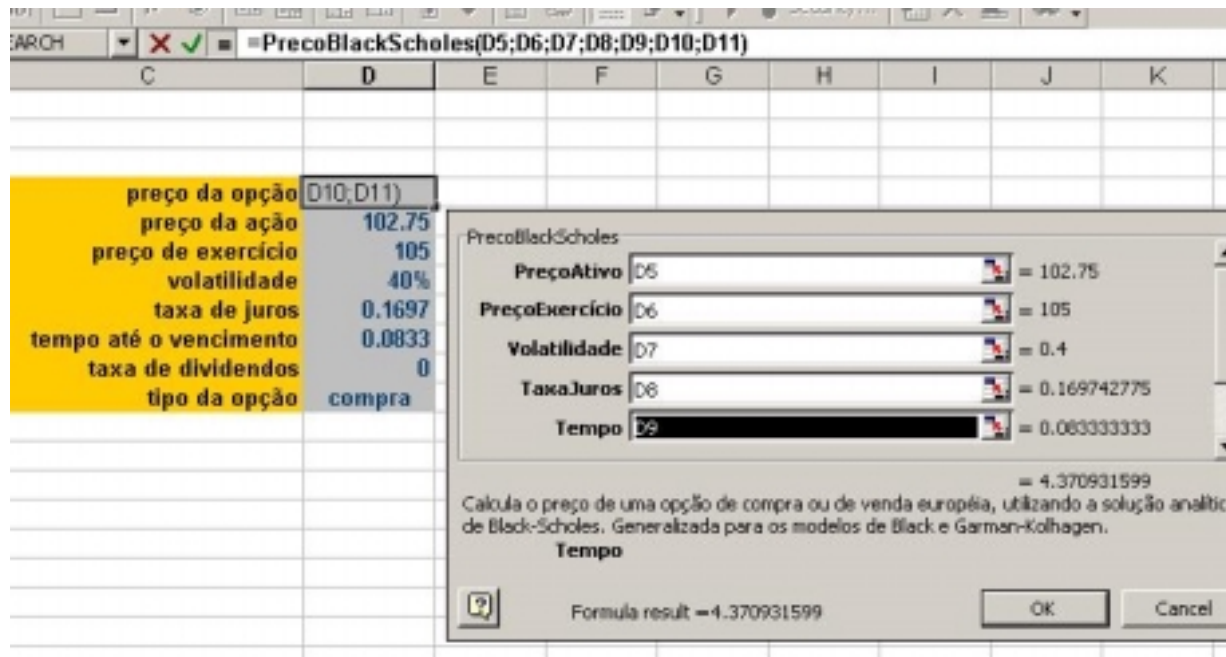 EARCH =PrecoBlackScholes(D5;D6;D7;D8;D9;D10;D11)
C D E F G H I J K
preço da opção D10;D11)
preço da ação 102.75
preço de exercício 105
volatilidade 40%
taxa de juros 0.1697
tempo até o vencimento 0.0833
taxa de dividendos 0
tipo da opção compra
PrecoBlackScholes
PreçoAtivo D5 = 102.75
PreçoExercício D6 = 105
Volatilidade D7 = 0.4
TaxaJuros D8 = 0.169742775
Tempo D9 = 0.083333333
= 4.370931599
Calcula o preço de uma opção de compra ou de venda européia, utilizando a solução analític
de Black-Scholes. Generalizada para os modelos de Black e Garman-Kolhagen.
Tempo
Formula result =4.370931599
OK Cancel